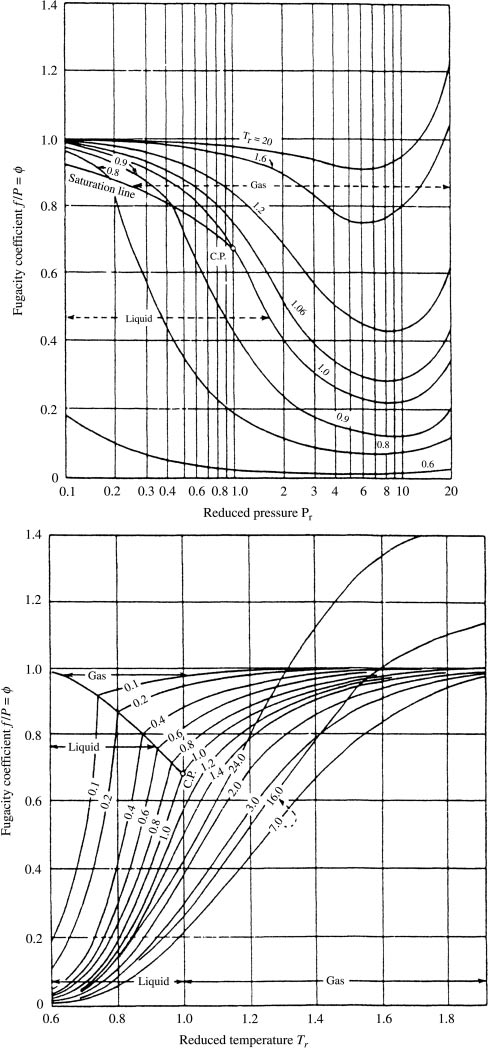 1.4
1.2
1.0
0.8
0.6
0.4
0.2
0
Fugacity coefficient f/P = ϕ
T_r = 20
1.6
0.9
0.8
Saturation line
Gas
1.2
C.P.
Liquid
1.06
1.0
0.9
0.8
0.6
0.1 0.2 0.3 0.4 0.6 0.8 1.0 2 3 4 6 8 10 20
Reduced pressure P_r
1.4
1.2
1.0
0.8
0.6
0.4
0.2
0
Fugacity coefficient f/P = ϕ
Gas
0.1
0.2
0.4
0.6
0.8
1.0
1.2
1.4
Liquid
C.P.
24.0
2.0
3.0
16.0
7.0
0.1
0.2
0.4
0.6
0.8
1.0
Liquid
Gas
0.6 0.8 1.0 1.2 1.4 1.6 1.8
Reduced temperature T_r